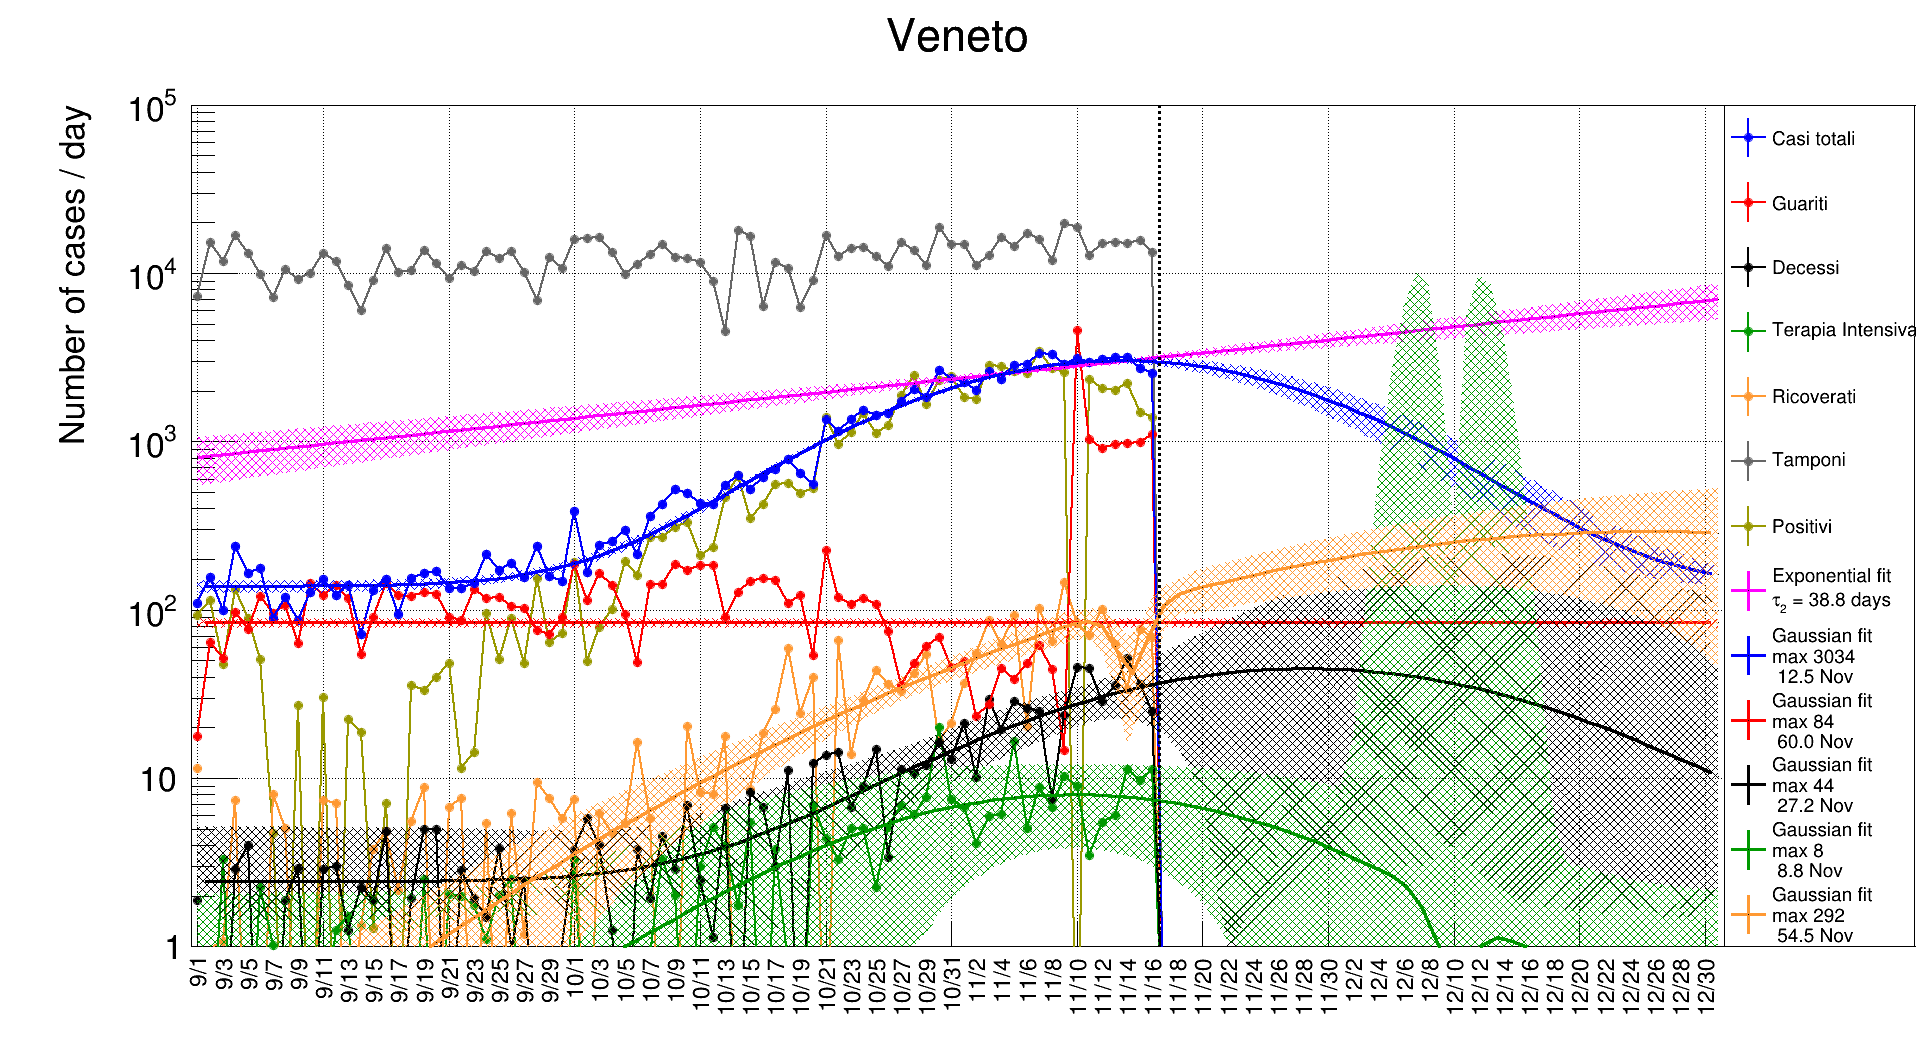 Veneto
Number of cases / day
10^5
10^4
10^3
10^2
10
1
9/1
9/3
9/5
9/7
9/9
9/11
9/13
9/15
9/17
9/19
9/21
9/23
9/25
9/27
9/29
10/1
10/3
10/5
10/7
10/9
10/11
10/13
10/15
10/17
10/19
10/21
10/23
10/25
10/27
10/29
10/31
11/2
11/4
11/6
11/8
11/10
11/12
11/14
11/16
11/18
11/20
11/22
11/24
11/26
11/28
11/30
12/2
12/4
12/6
12/8
12/10
12/12
12/14
12/16
12/18
12/20
12/22
12/24
12/26
12/28
12/30
Casi totali
Guariti
Decessi
Terapia Intensiva
Ricoverati
Tamponi
Positivi
Exponential fit
τ₂ = 38.8 days
Gaussian fit
max 3034
12.5 Nov
Gaussian fit
max 84
60.0 Nov
Gaussian fit
max 44
27.2 Nov
Gaussian fit
max 8
8.8 Nov
Gaussian fit
max 292
54.5 Nov